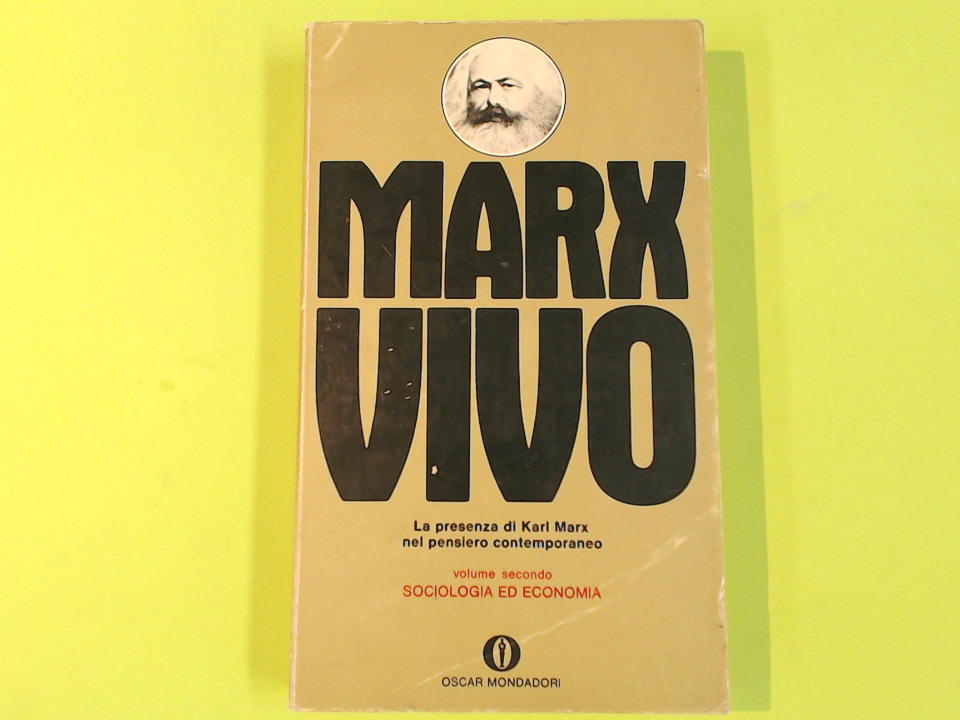 MARX
VIVO
La presenza di Karl Marx
nel pensiero contemporaneo
volume secondo
SOCIOLOGIA ED ECONOMIA
OSCAR MONDADORI